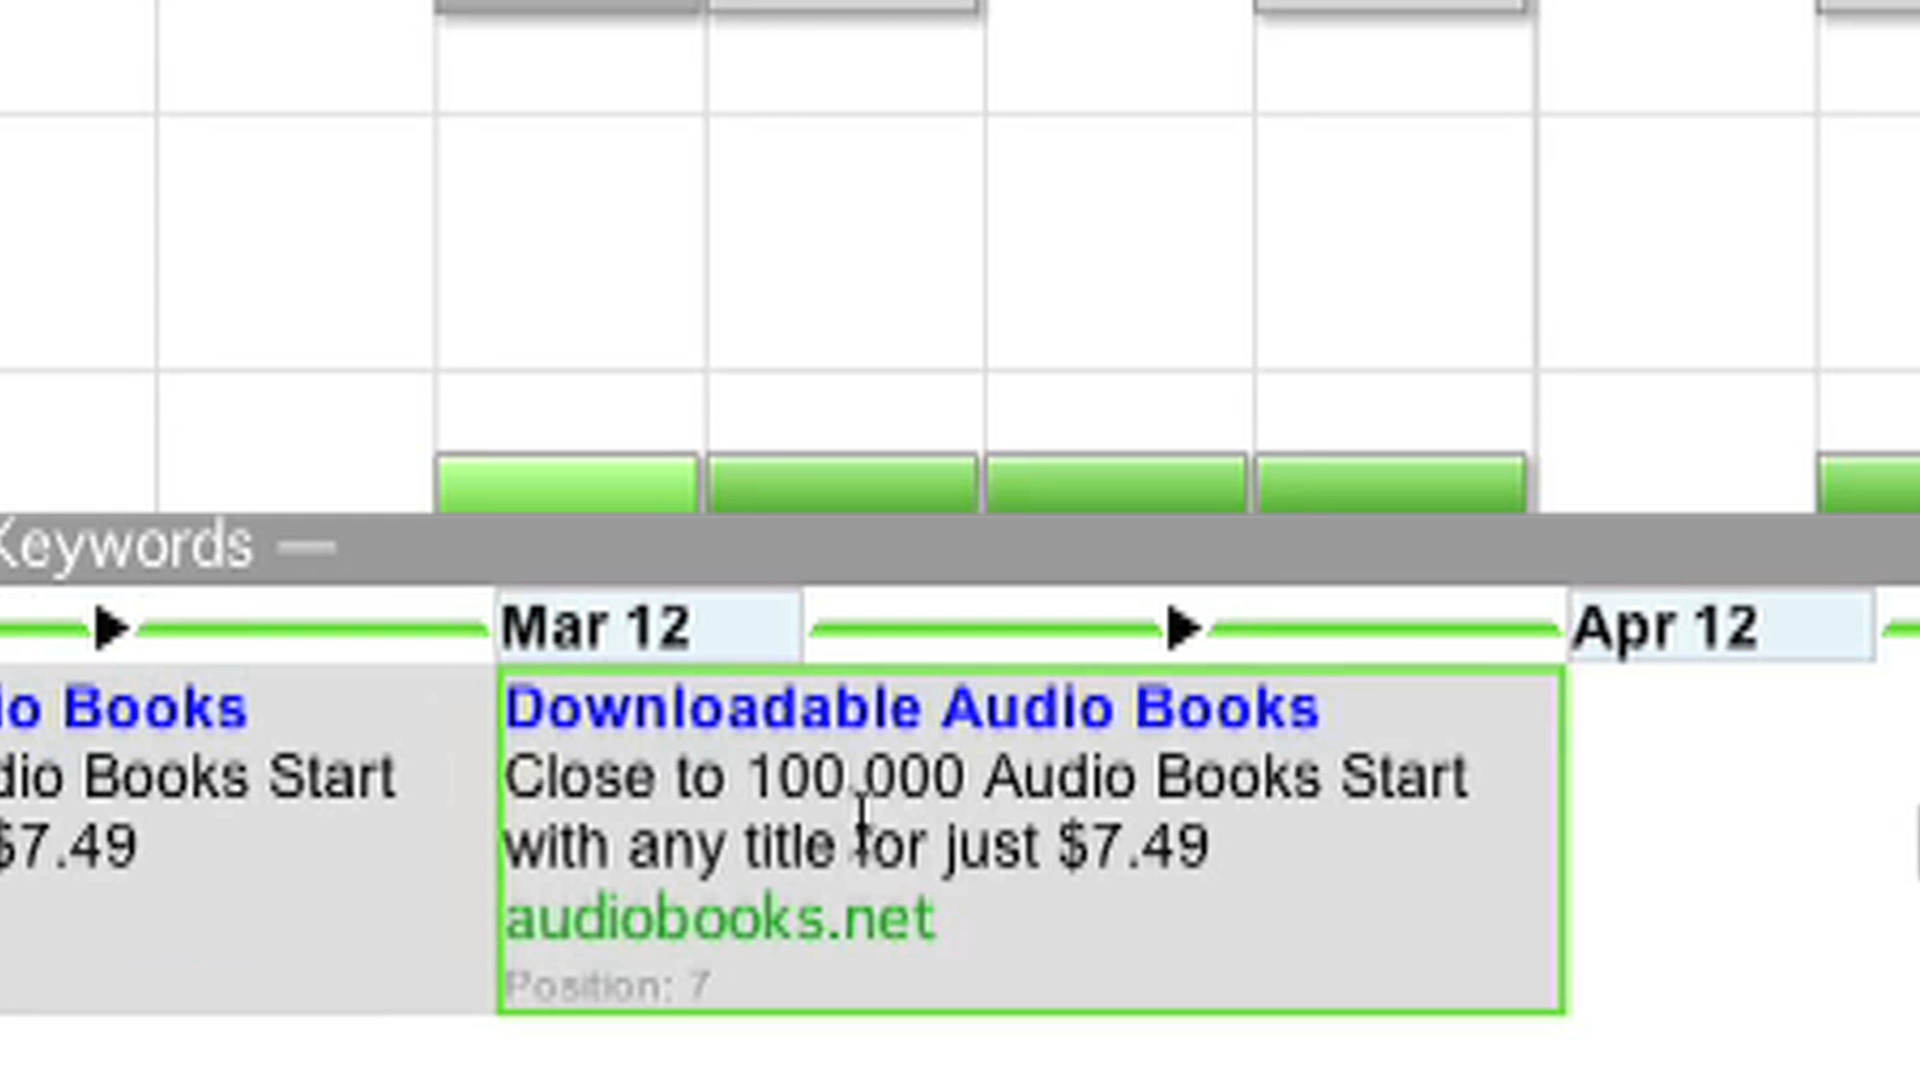 Keywords —
Mar 12
Apr 12
io Books
dio Books Start
$7.49
Downloadable Audio Books
Close to 100,000 Audio Books Start
with any title for just $7.49
audiobooks.net
Position: 7